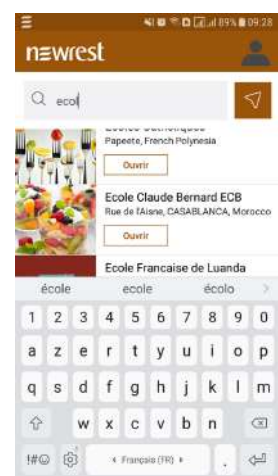 89% 09:28
newrest
ecol
Papeete, French Polynesia
Ouvrir
Ecole Claude Bernard ECB
Rue de l'Aisne, CASABLANCA, Morocco
Ouvrir
Ecole Francaise de Luanda
école ecole écolo >
1 2 3 4 5 6 7 8 9 0
a z e r t y u i o p
q s d f g h j k l m
w x c v b n
!#☺ Français (FR) .